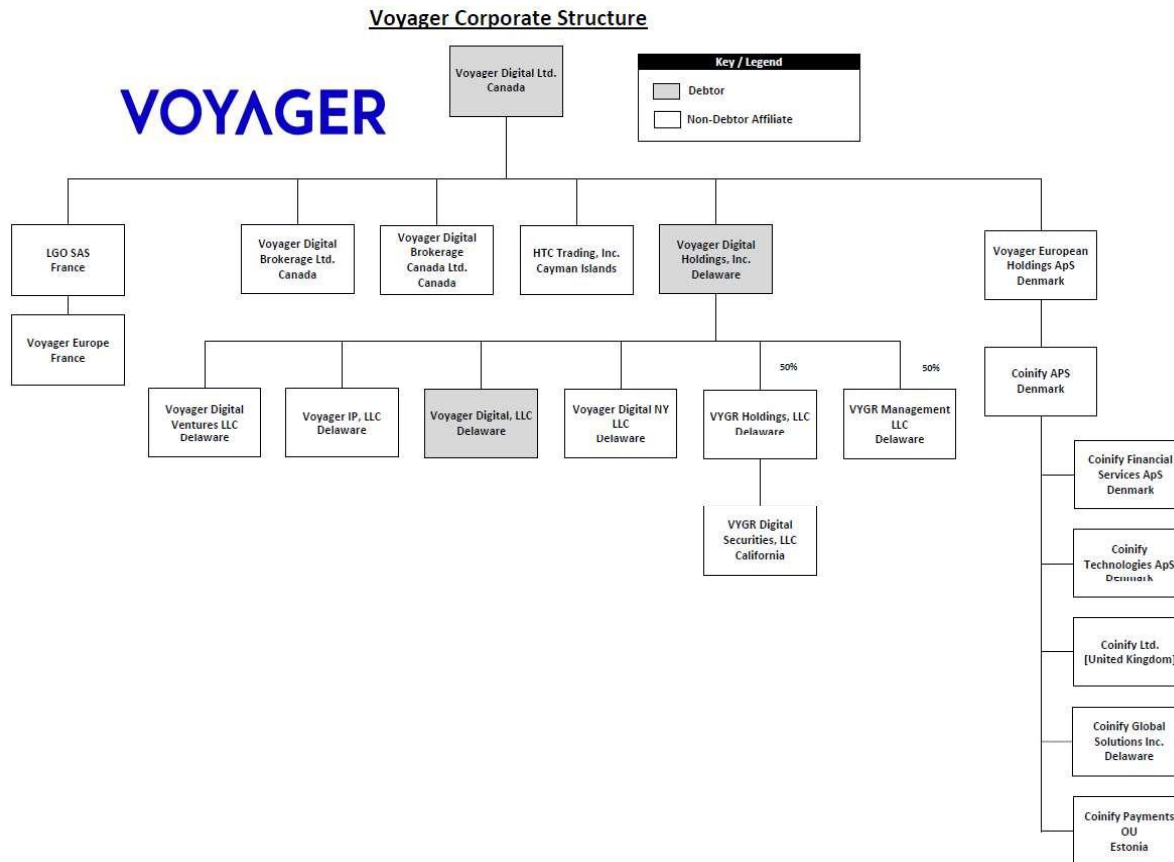 Voyager Corporate Structure
VOYAGER
Voyager Digital Ltd.
Canada
Key / Legend
Debtor
Non-Debtor Affiliate
LGO SAS
France
Voyager Digital
Brokerage Ltd.
Canada
Voyager Digital
Brokerage
Canada Ltd.
Canada
HTC Trading, Inc.
Cayman Islands
Voyager Digital
Holdings, Inc.
Delaware
Voyager European
Holdings ApS
Denmark
Voyager Europe
France
Coinify APS
Denmark
50%
50%
Voyager Digital
Ventures LLC
Delaware
Voyager IP, LLC
Delaware
Voyager Digital, LLC
Delaware
Voyager Digital NY
LLC
Delaware
VYGR Holdings, LLC
Delaware
VYGR Management
LLC
Delaware
VYGR Digital
Securities, LLC
California
Coinify Financial
Services ApS
Denmark
Coinify
Technologies ApS
Denmark
Coinify Ltd.
[United Kingdom]
Coinify Global
Solutions Inc.
Delaware
Coinify Payments
OU
Estonia